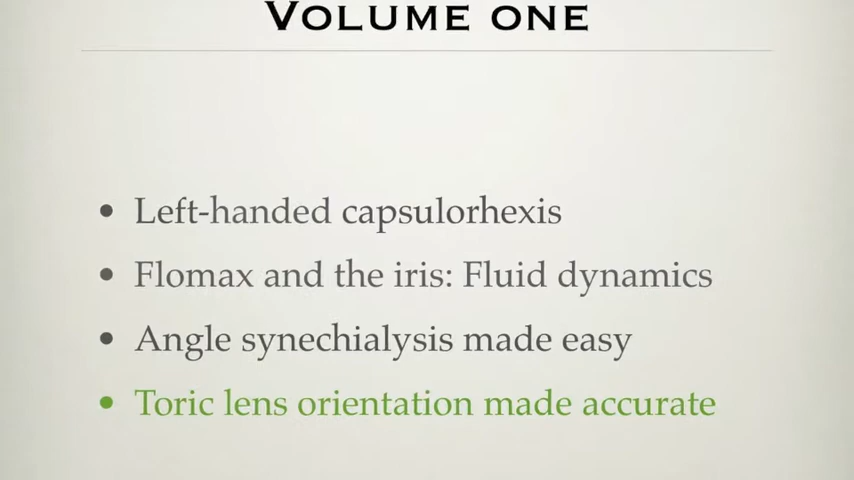 VOLUME ONE
• Left-handed capsulorhexis
• Flomax and the iris: Fluid dynamics
• Angle synechialysis made easy
• Toric lens orientation made accurate